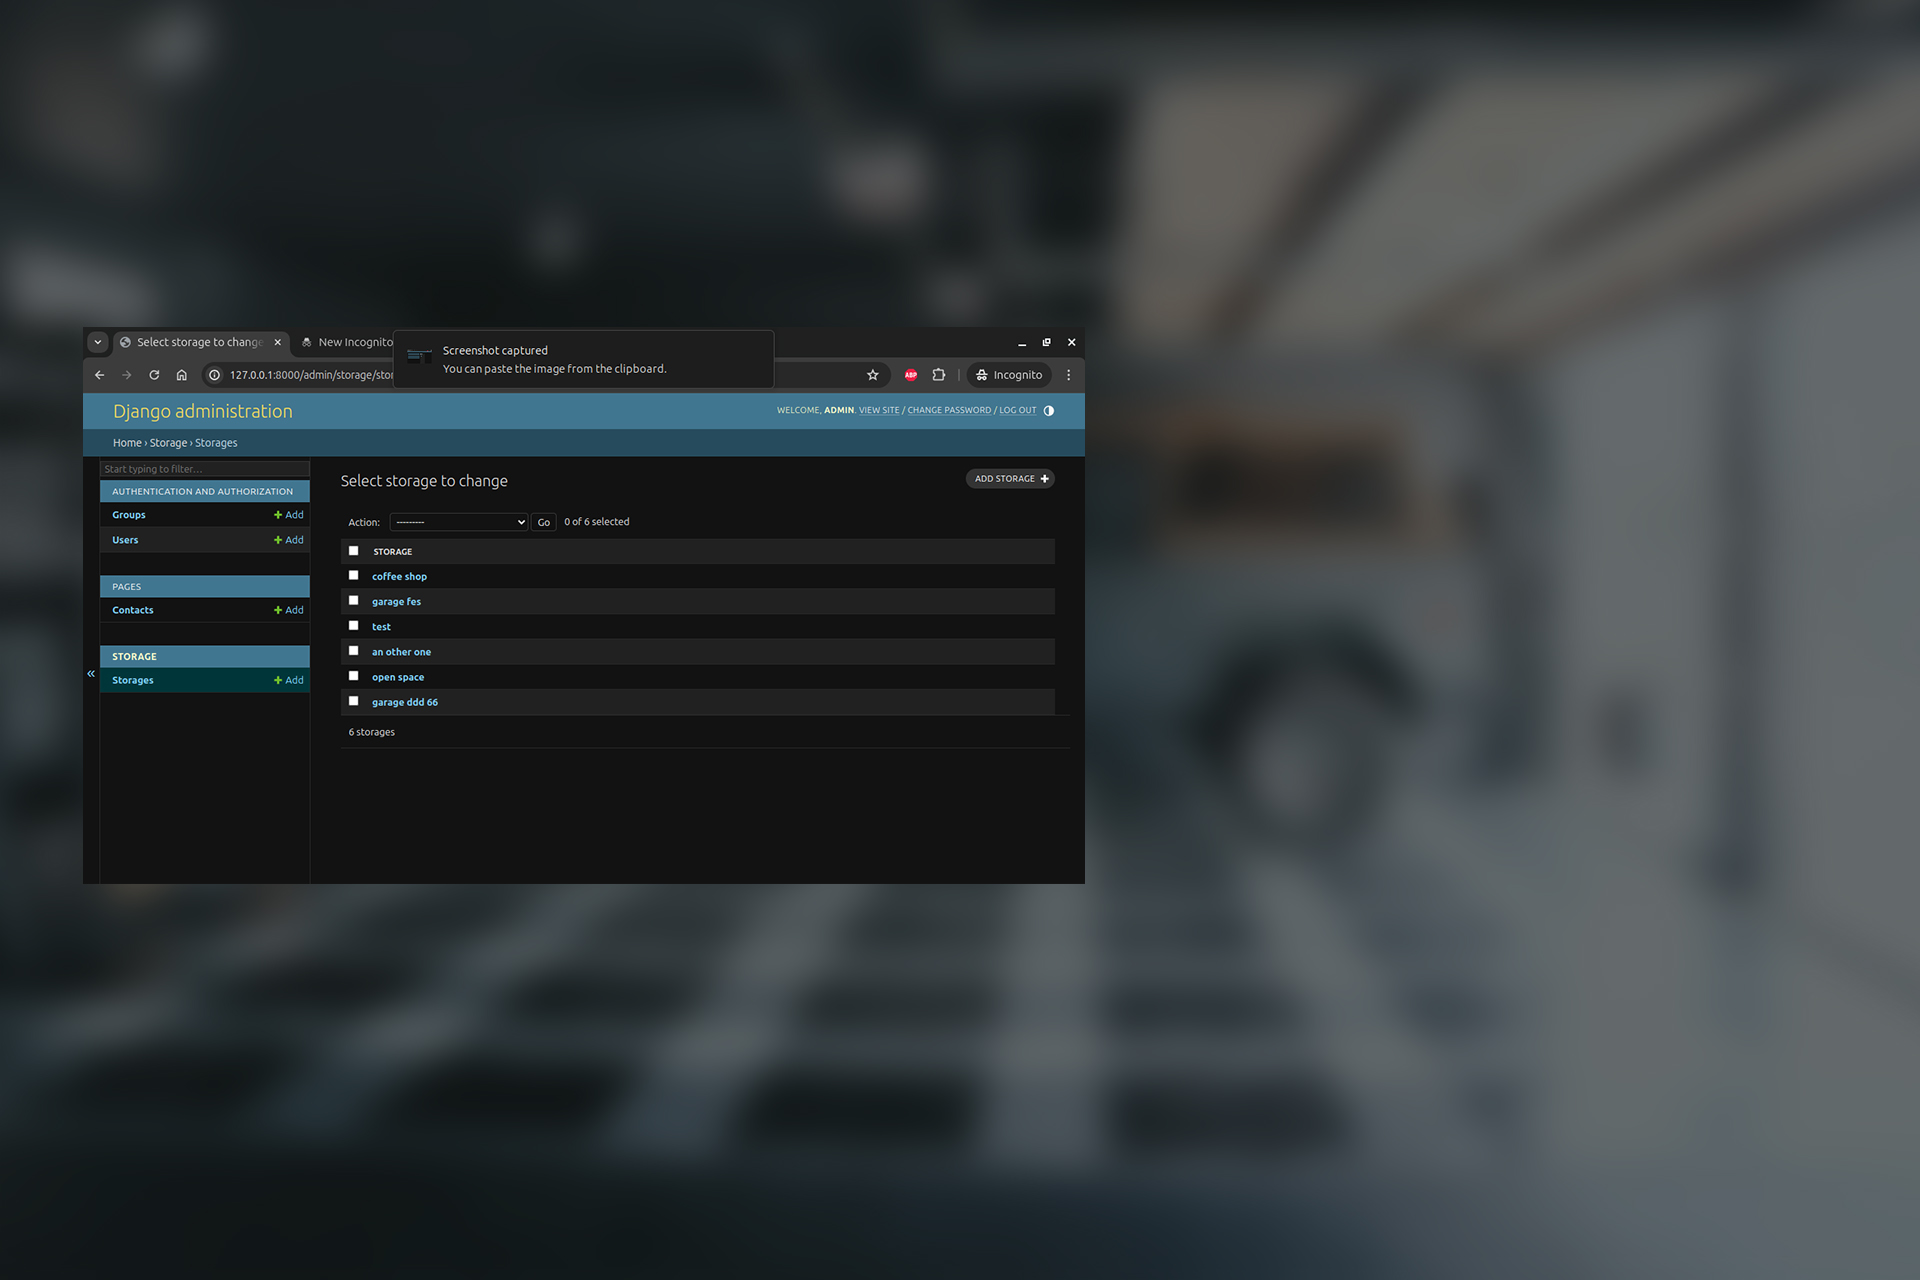 Select storage to change
New Incognito
Screenshot captured
You can paste the image from the clipboard.
127.0.0.1:8000/admin/storage/stor
ABP
Incognito
Django administration
WELCOME, ADMIN. VIEW SITE / CHANGE PASSWORD / LOG OUT
Home › Storage › Storages
Start typing to filter...
AUTHENTICATION AND AUTHORIZATION
Groups + Add
Users + Add
PAGES
Contacts + Add
STORAGE
« Storages + Add
Select storage to change
ADD STORAGE +
Action: --------- Go 0 of 6 selected
STORAGE
coffee shop
garage fes
test
an other one
open space
garage ddd 66
6 storages